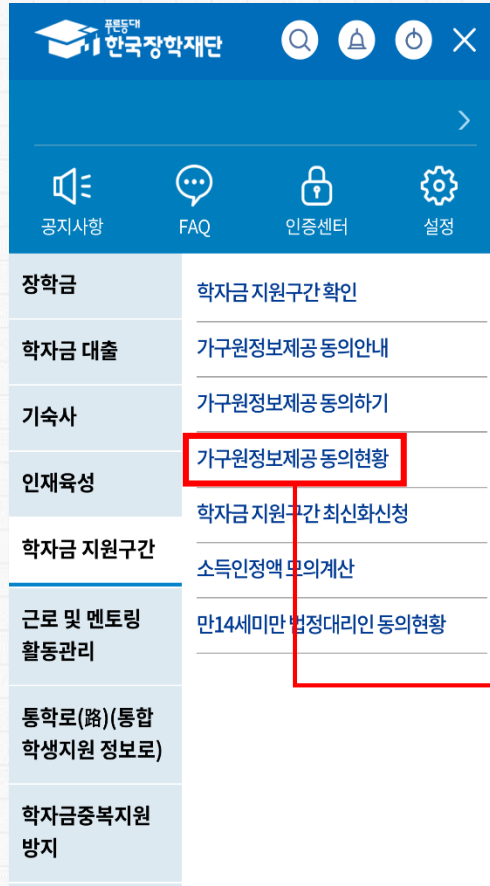 푸른등대
한국장학재단
공지사항
FAQ
인증센터
설정
장학금
학자금 대출
기숙사
인재육성
학자금 지원구간
근로 및 멘토링
활동관리
통학로(路)(통합
학생지원 정보로)
학자금중복지원
방지
학자금 지원구간 확인
가구원정보제공 동의안내
가구원정보제공 동의하기
가구원정보제공 동의현황
학자금 지원구간 최신화신청
소득인정액 모의계산
만14세미만 법정대리인 동의현황